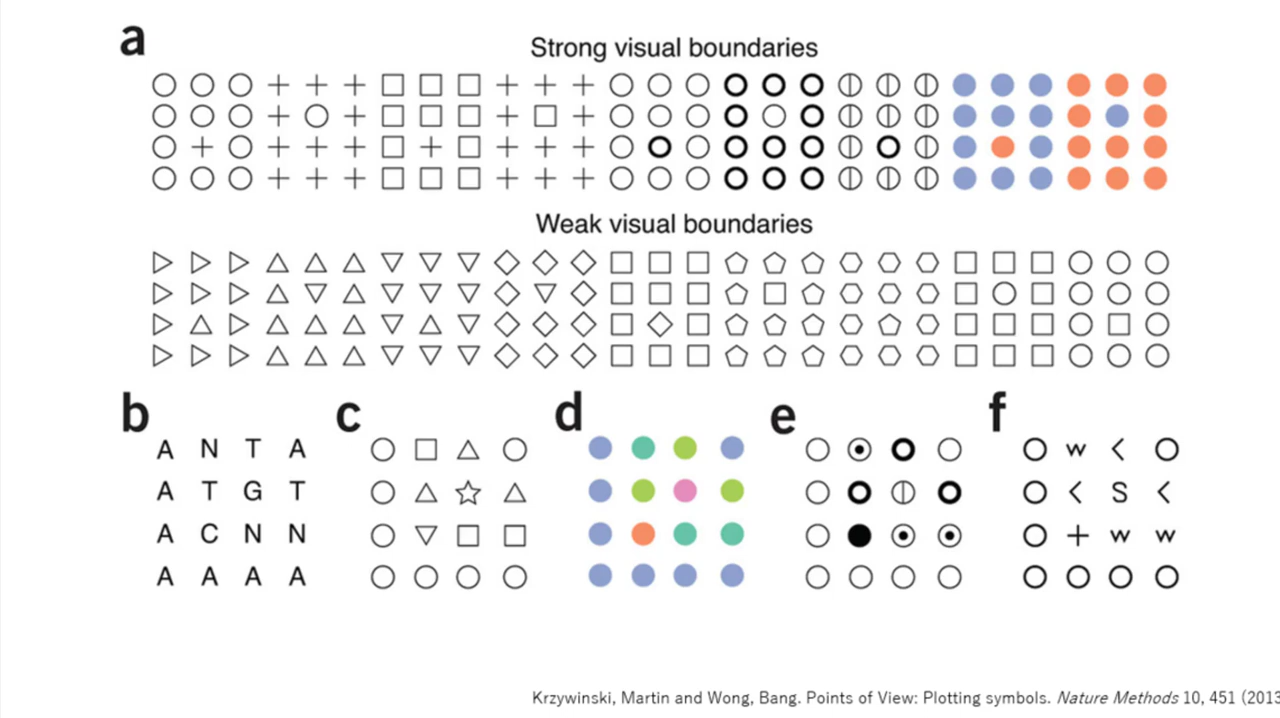 a
Strong visual boundaries
Weak visual boundaries
b c d e f
A N T A
A T G T
A C N N
A A A A
w <
< S <
+ w w
Krzywinski, Martin and Wong, Bang. Points of View: Plotting symbols. Nature Methods 10, 451 (2013